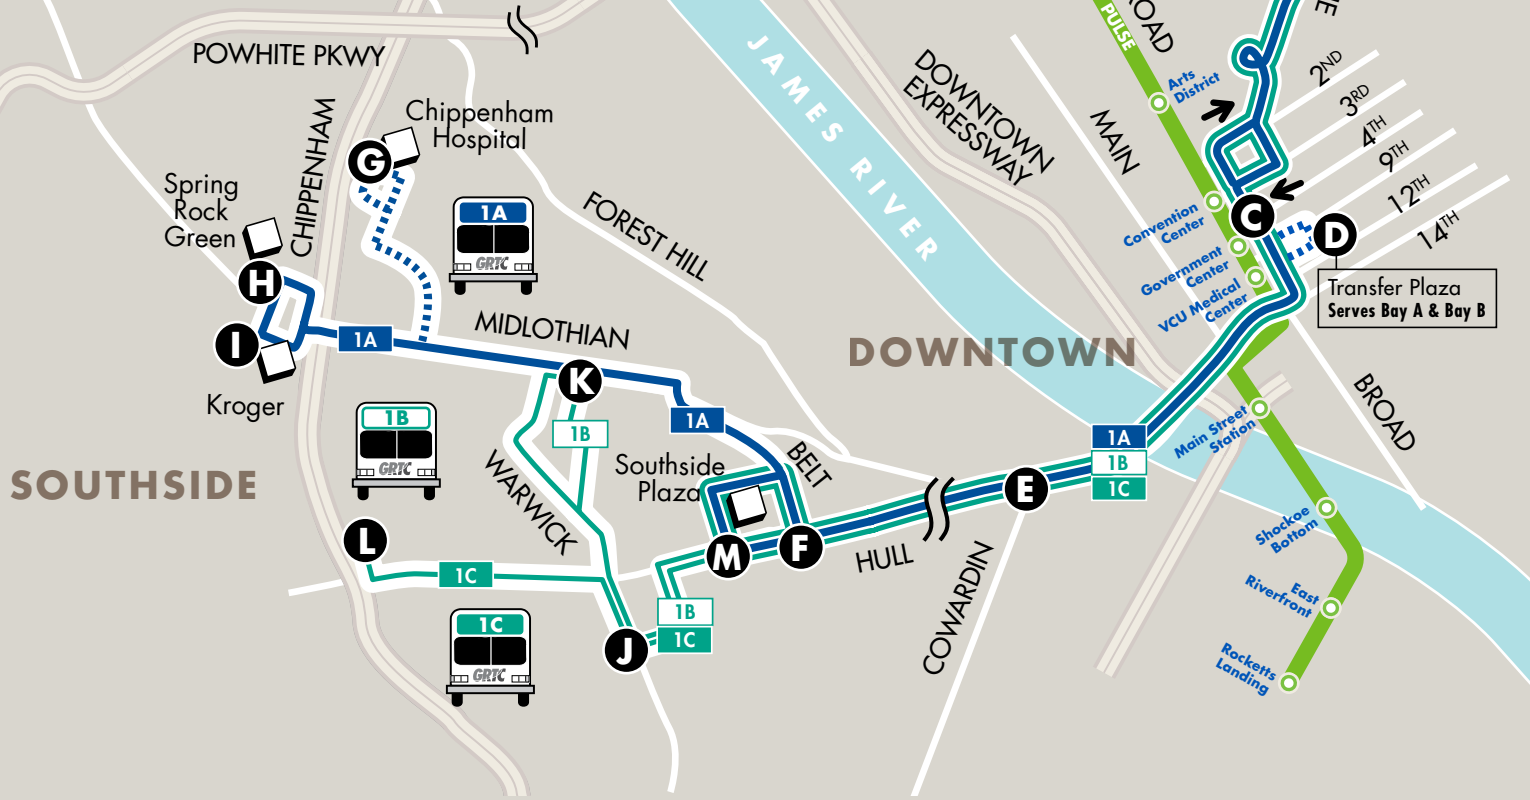 POWHITE PKWY
CHIPPENHAM
Chippenham
Hospital
G
Spring
Rock
Green
H
I
Kroger
1A
1A
GRTC
MIDLOTHIAN
FOREST HILL
JAMES RIVER
DOWNTOWN
EXPRESSWAY
MAIN
ROAD
PULSE
Arts
District
2ND
3RD
4TH
9TH
12TH
14TH
Convention
Center
Government
Center
VCU Medical
Center
C
D
Transfer Plaza
Serves Bay A & Bay B
DOWNTOWN
BROAD
Main Street
Station
Shockoe
Bottom
East
Riverfront
Rocketts
Landing
K
1B
1A
1B
GRTC
SOUTHSIDE
WARWICK
Southside
Plaza
BELT
M
F
HULL
E
1A
1B
1C
COWARDIN
L
1C
1C
GRTC
J
1B
1C